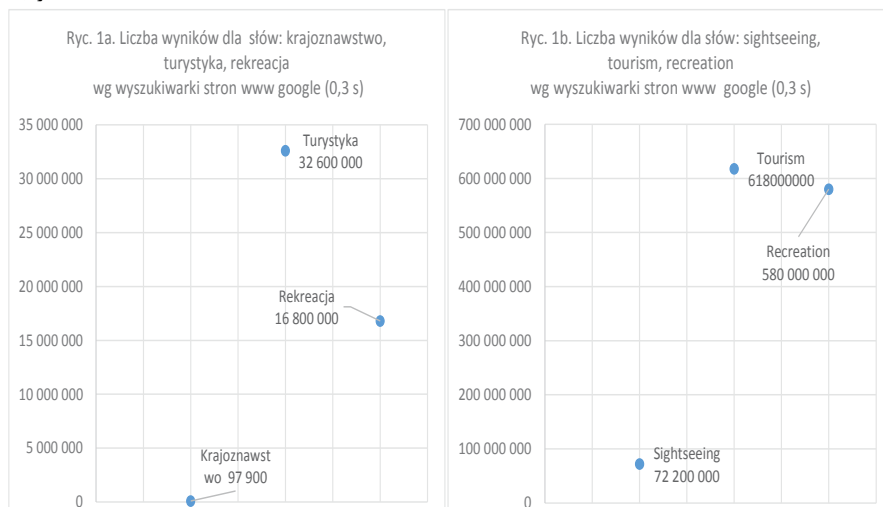 Ryc. 1a. Liczba wyników dla słów: krajoznawstwo,
turystyka, rekreacja
wg wyszukiwarki stron www google (0,3 s)
35 000 000
30 000 000
25 000 000
20 000 000
15 000 000
10 000 000
5 000 000
0
Turystyka
32 600 000
Rekreacja
16 800 000
Krajoznawst
wo 97 900
Ryc. 1b. Liczba wyników dla słów: sightseeing,
tourism, recreation
wg wyszukiwarki stron www google (0,3 s)
700 000 000
600 000 000
500 000 000
400 000 000
300 000 000
200 000 000
100 000 000
0
Tourism
618000000
Recreation
580 000 000
Sightseeing
72 200 000